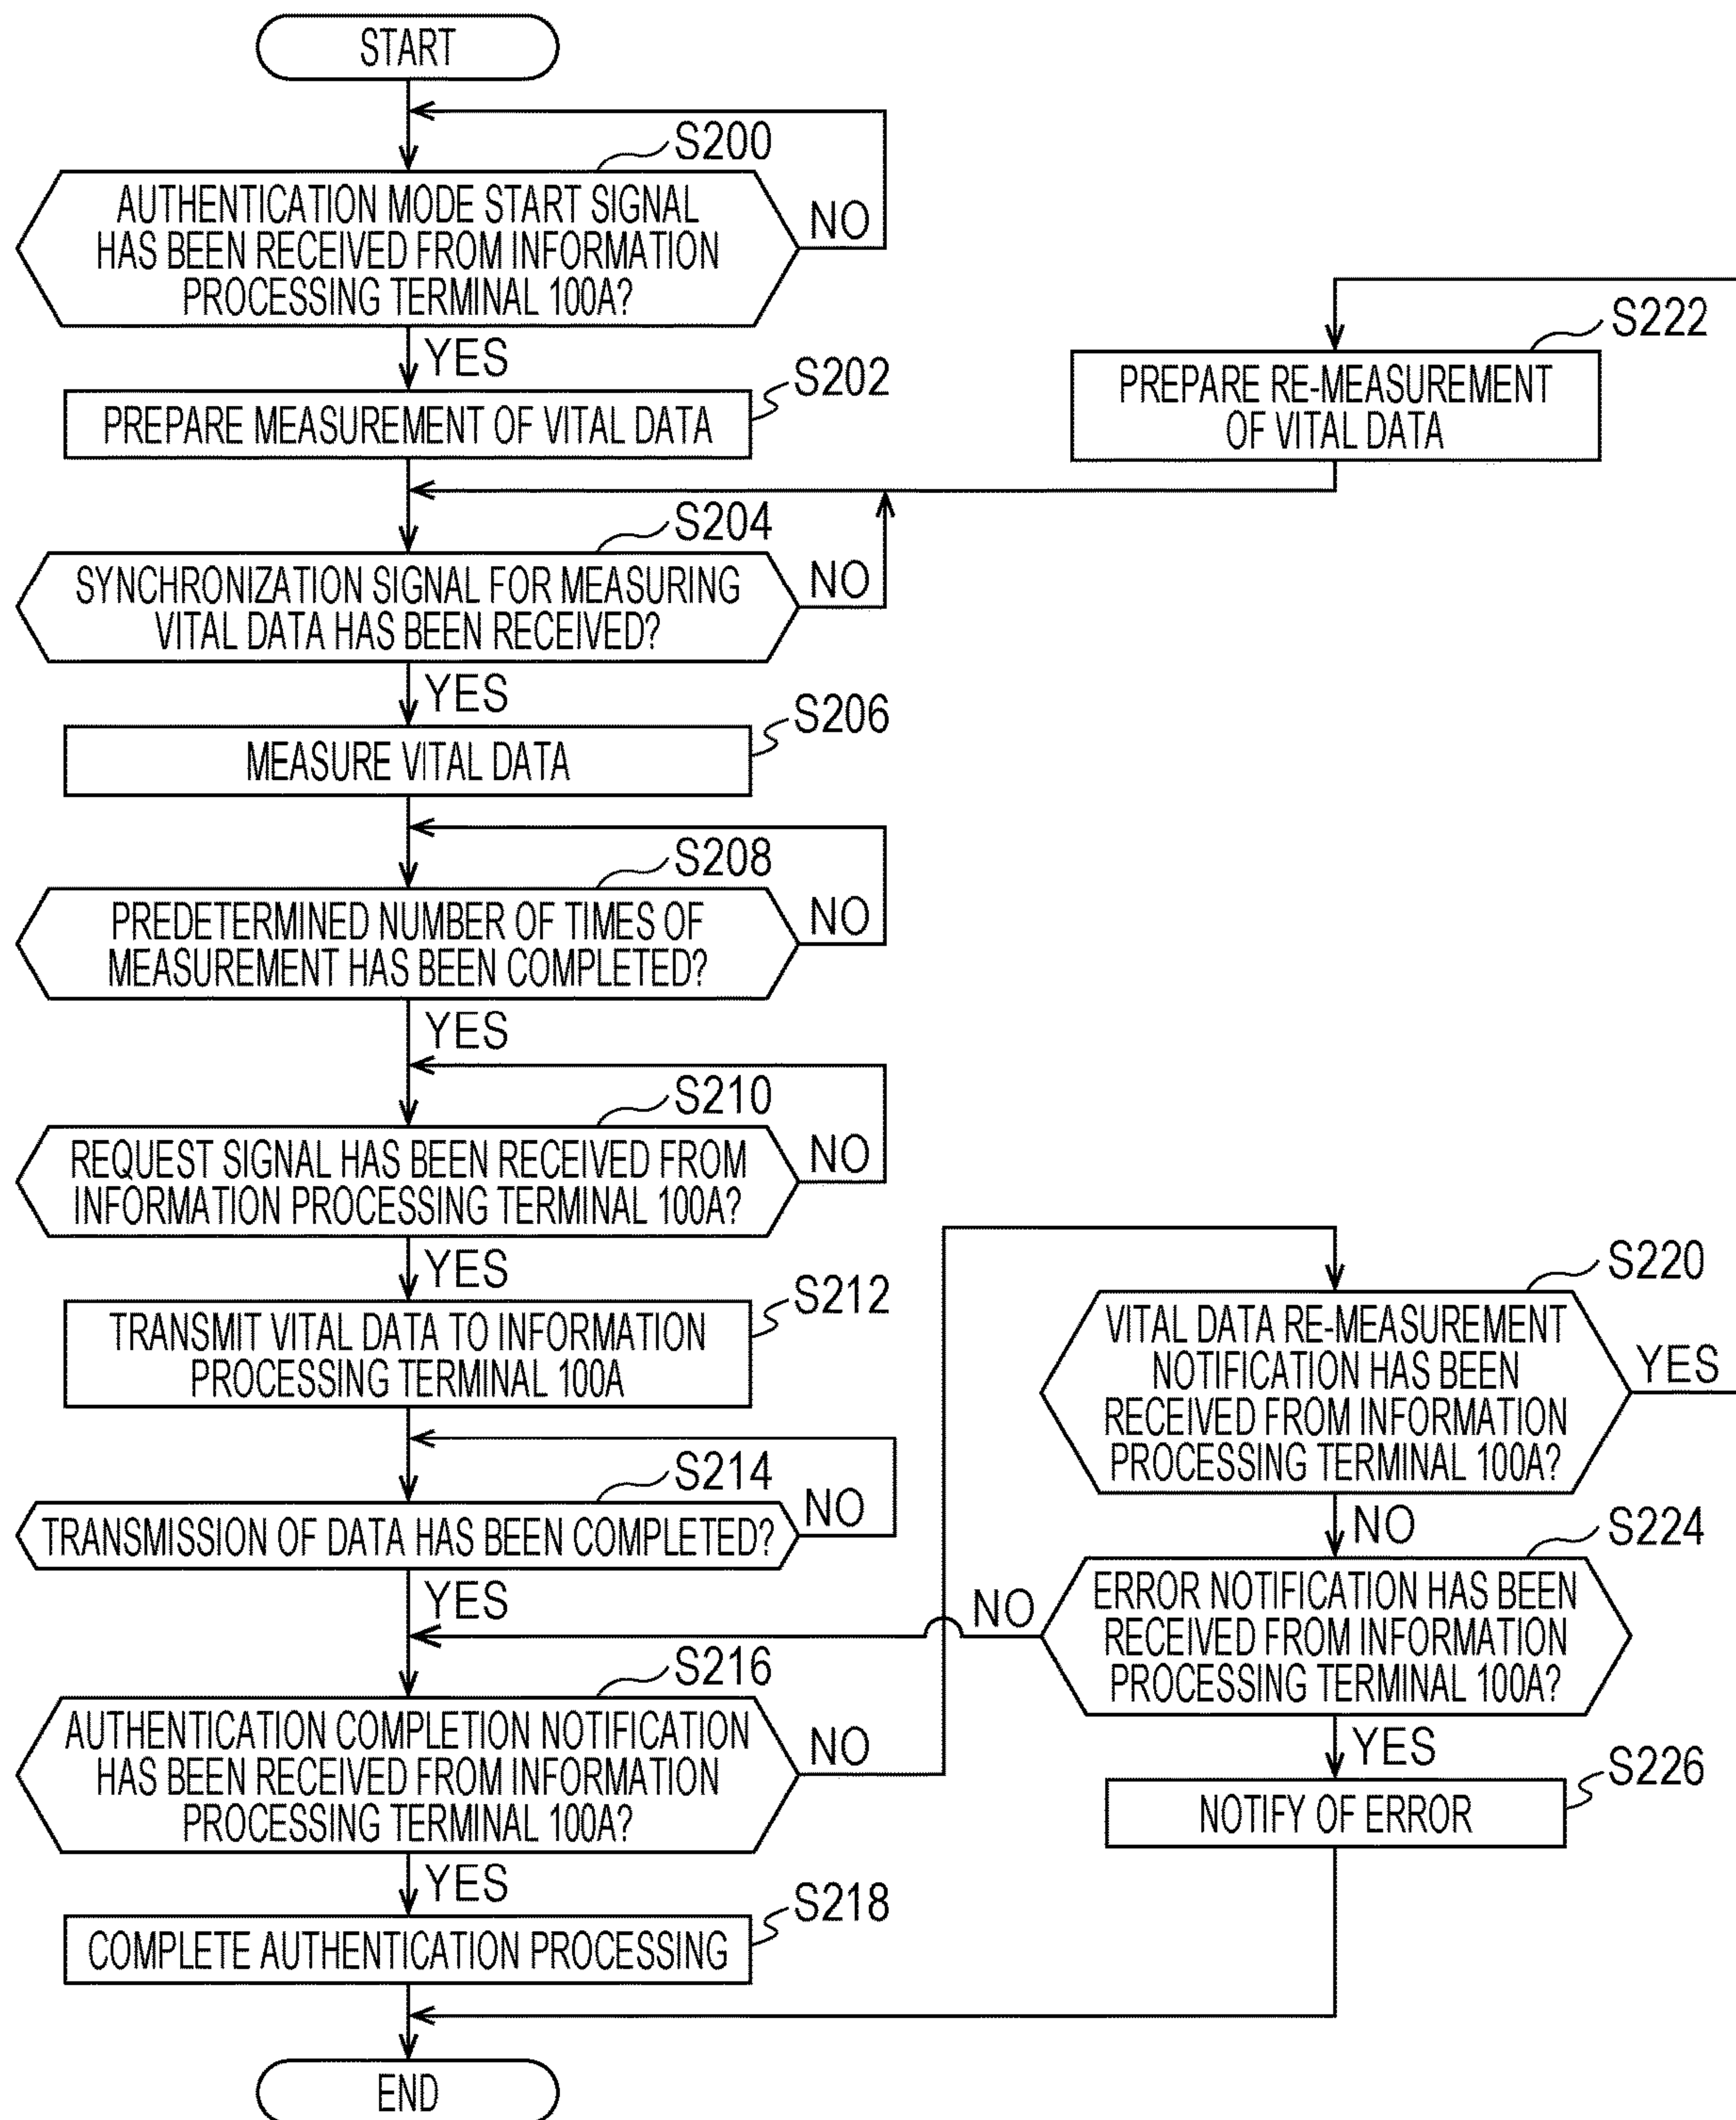 START
S200
AUTHENTICATION MODE START SIGNAL
HAS BEEN RECEIVED FROM INFORMATION
PROCESSING TERMINAL 100A?
NO
YES
S202
PREPARE MEASUREMENT OF VITAL DATA
S222
PREPARE RE-MEASUREMENT
OF VITAL DATA
S204
SYNCHRONIZATION SIGNAL FOR MEASURING
VITAL DATA HAS BEEN RECEIVED?
NO
YES
S206
MEASURE VITAL DATA
S208
PREDETERMINED NUMBER OF TIMES OF
MEASUREMENT HAS BEEN COMPLETED?
NO
YES
S210
REQUEST SIGNAL HAS BEEN RECEIVED FROM
INFORMATION PROCESSING TERMINAL 100A?
NO
YES
S212
TRANSMIT VITAL DATA TO INFORMATION
PROCESSING TERMINAL 100A
S214
TRANSMISSION OF DATA HAS BEEN COMPLETED?
NO
YES
S216
AUTHENTICATION COMPLETION NOTIFICATION
HAS BEEN RECEIVED FROM INFORMATION
PROCESSING TERMINAL 100A?
NO
YES
S218
COMPLETE AUTHENTICATION PROCESSING
S220
VITAL DATA RE-MEASUREMENT
NOTIFICATION HAS BEEN
RECEIVED FROM INFORMATION
PROCESSING TERMINAL 100A?
YES
NO
S224
ERROR NOTIFICATION HAS BEEN
RECEIVED FROM INFORMATION
PROCESSING TERMINAL 100A?
NO
YES
S226
NOTIFY OF ERROR
END